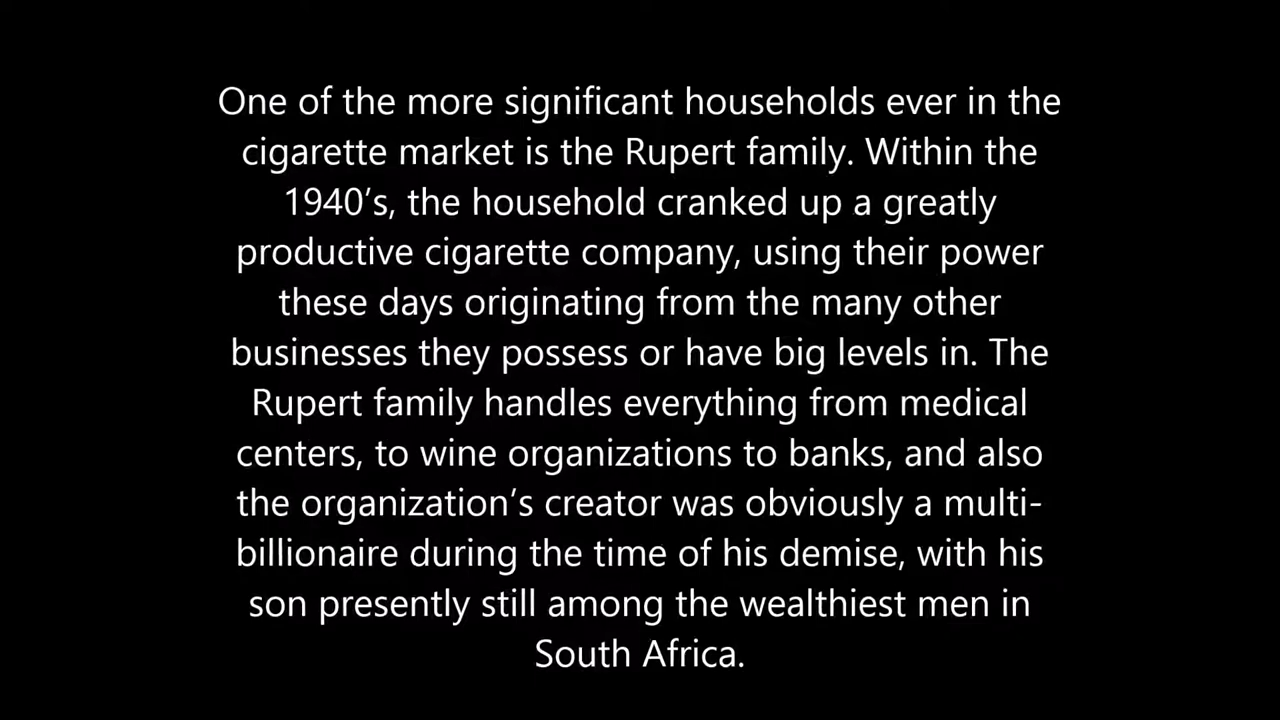 One of the more significant households ever in the
cigarette market is the Rupert family. Within the
1940’s, the household cranked up a greatly
productive cigarette company, using their power
these days originating from the many other
businesses they possess or have big levels in. The
Rupert family handles everything from medical
centers, to wine organizations to banks, and also
the organization’s creator was obviously a multi-
billionaire during the time of his demise, with his
son presently still among the wealthiest men in
South Africa.